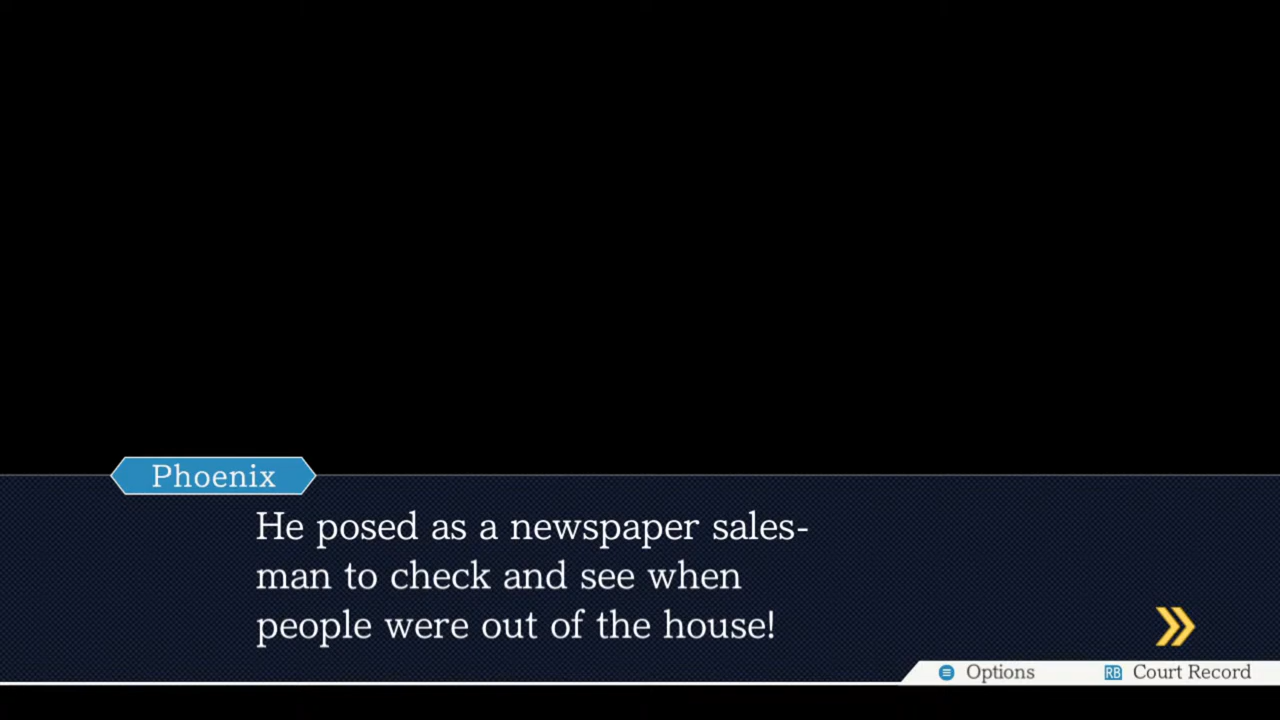 Phoenix
He posed as a newspaper sales-
man to check and see when
people were out of the house!
Options
RB Court Record